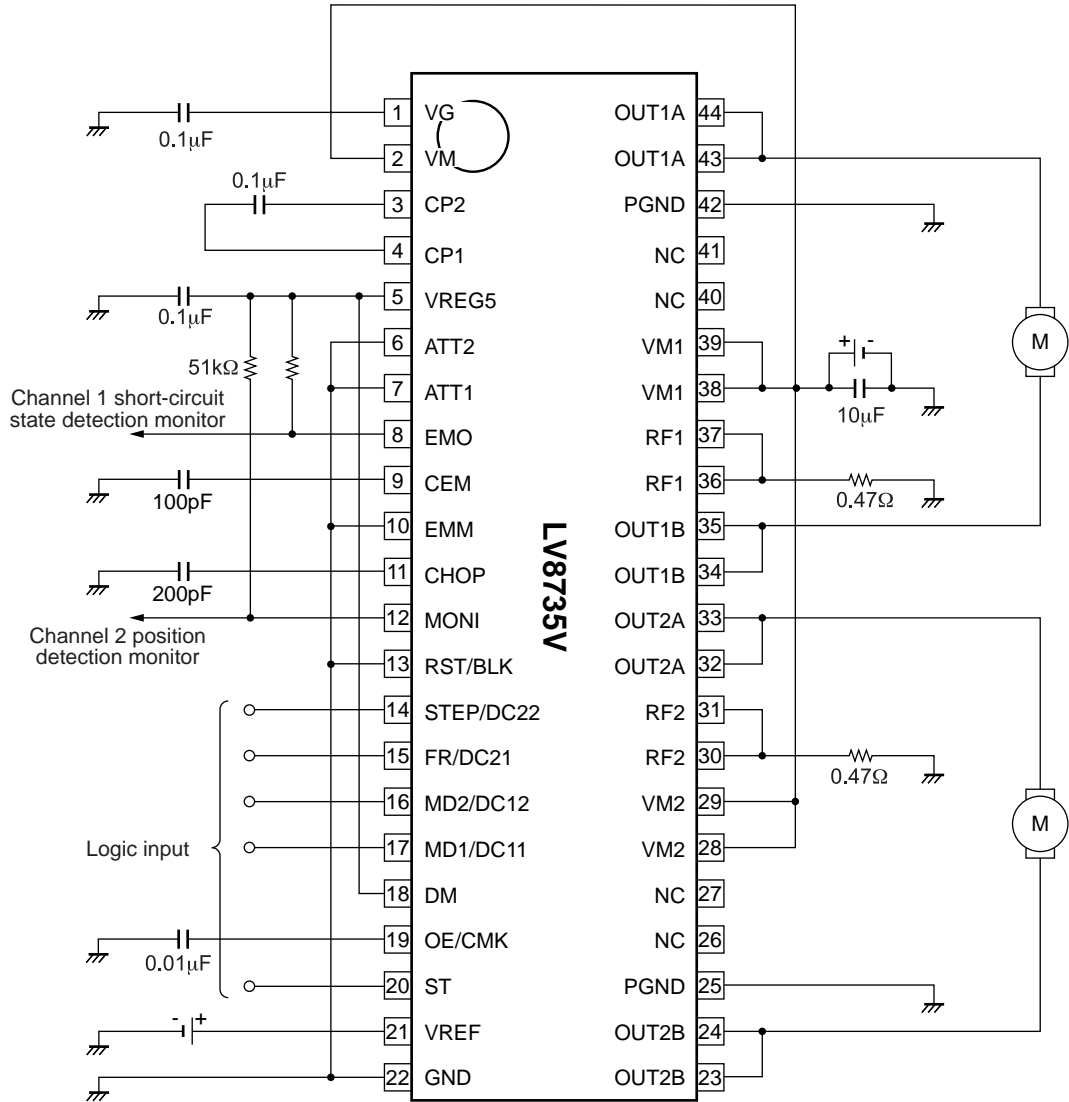 1 VG
2 VM
3 CP2
4 CP1
5 VREG5
6 ATT2
7 ATT1
8 EMO
9 CEM
10 EMM
11 CHOP
12 MONI
13 RST/BLK
14 STEP/DC22
15 FR/DC21
16 MD2/DC12
17 MD1/DC11
18 DM
19 OE/CMK
20 ST
21 VREF
22 GND
OUT1A 44
OUT1A 43
PGND 42
NC 41
NC 40
VM1 39
VM1 38
RF1 37
RF1 36
OUT1B 35
OUT1B 34
OUT2A 33
OUT2A 32
RF2 31
RF2 30
VM2 29
VM2 28
NC 27
NC 26
PGND 25
OUT2B 24
OUT2B 23
LV8735V
0.1µF
0.1µF
0.1µF
51kΩ
Channel 1 short-circuit
state detection monitor
100pF
200pF
Channel 2 position
detection monitor
Logic input
0.01µF
- +
+ -
10µF
0.47Ω
0.47Ω
M
M